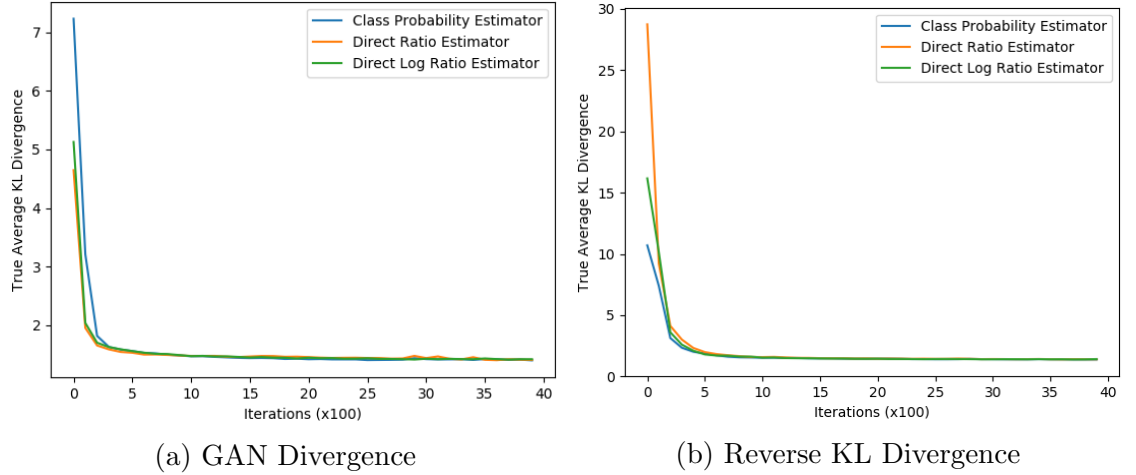 7
6
5
4
3
2
True Average KL Divergence
Class Probability Estimator
Direct Ratio Estimator
Direct Log Ratio Estimator
0 5 10 15 20 25 30 35 40
Iterations (x100)
(a) GAN Divergence
30
25
20
15
10
5
0
True Average KL Divergence
Class Probability Estimator
Direct Ratio Estimator
Direct Log Ratio Estimator
0 5 10 15 20 25 30 35 40
Iterations (x100)
(b) Reverse KL Divergence